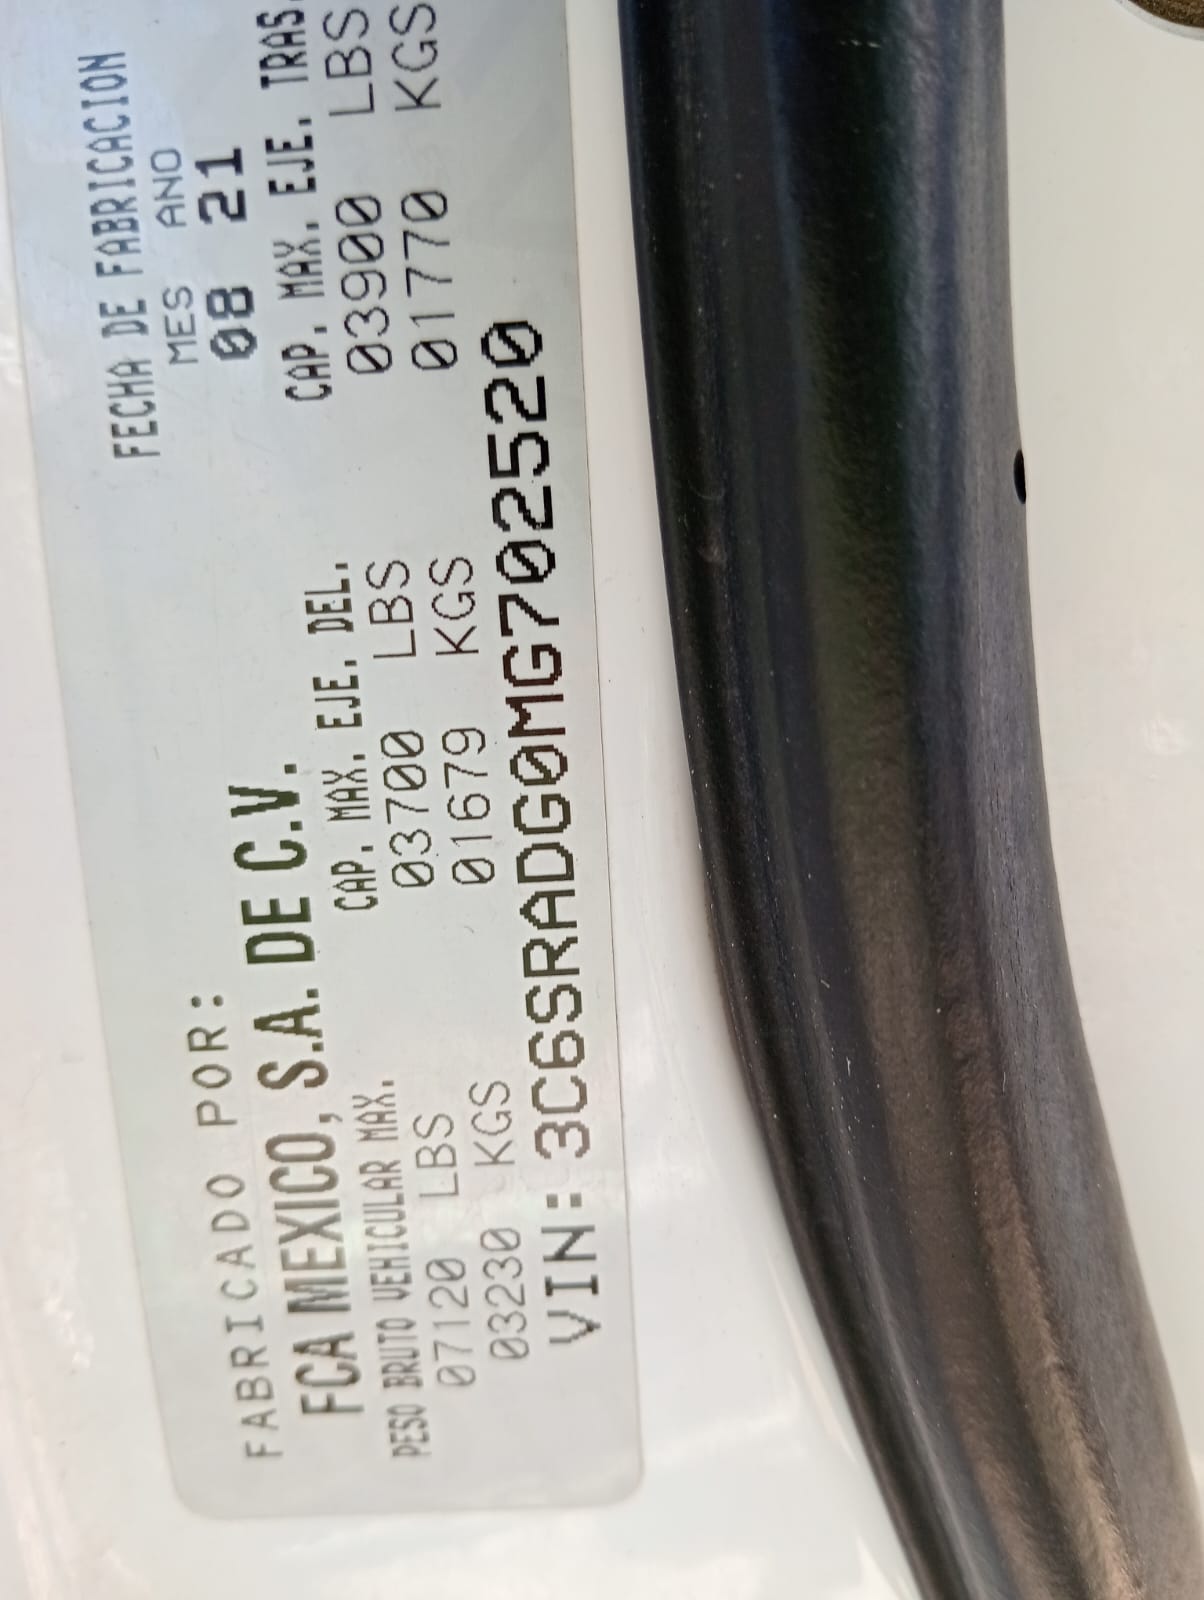 FABRICADO POR:
FECHA DE FABRICACION
MES ANO
FCA MEXICO, S.A. DE C.V.
08 21
PESO BRUTO VEHICULAR MAX.
CAP. MAX. EJE. DEL.
CAP. MAX. EJE. TRAS.
07120 LBS
03700 LBS
03900 LBS
03230 KGS
01679 KGS
01770 KGS
VIN: 3C6SRADG0MG702520